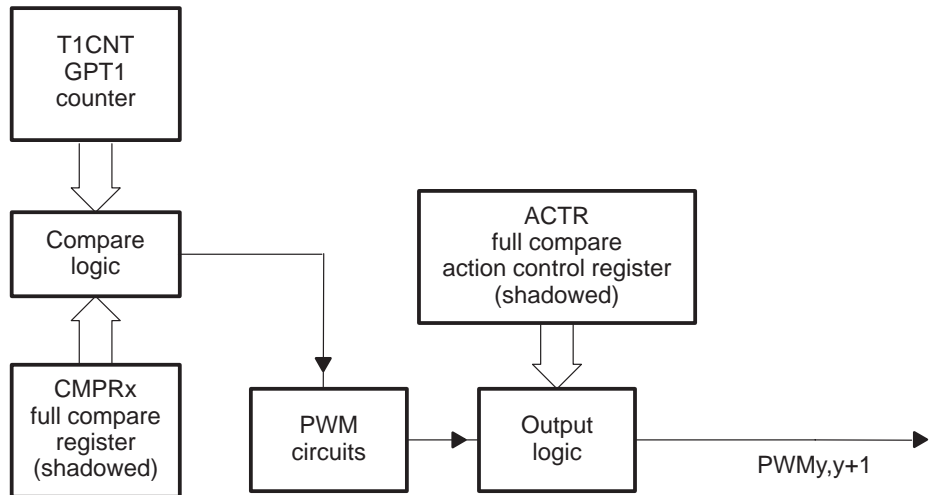 T1CNT
GPT1
counter
Compare
logic
CMPRx
full compare
register
(shadowed)
PWM
circuits
ACTR
full compare
action control register
(shadowed)
Output
logic
PWMy,y+1